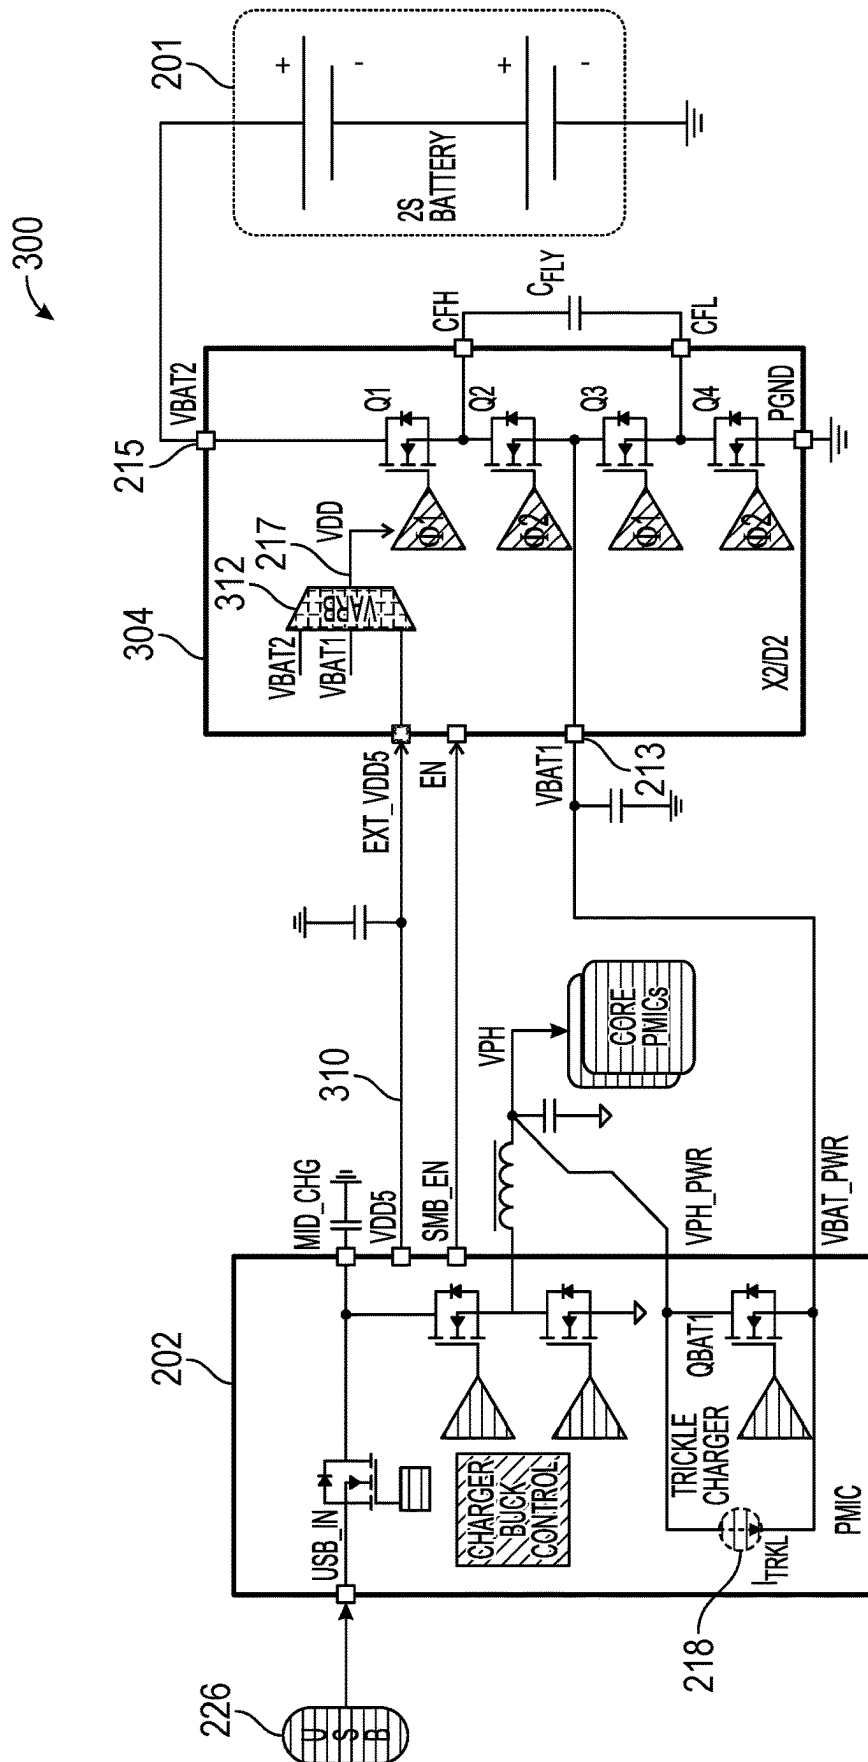 300
226
USB
202
USB_IN
CHARGER
BUCK
CONTROL
TRICKLE
CHARGER
218
I_TRKL
QBAT1
PMIC
MID_CHG
VDD5
SMB_EN
VPH_PWR
VBAT_PWR
310
VPH
CORE
PMICs
EXT_VDD5
EN
VBAT1
213
304
312
217
VBAT2
VBAT1
VARB
VDD
215
VBAT2
Φ1
Q1
Φ2
Q2
Φ1
Q3
Φ2
Q4
X2/D2
PGND
CFH
C_FLY
CFL
201
+
-
2S
BATTERY
+
-